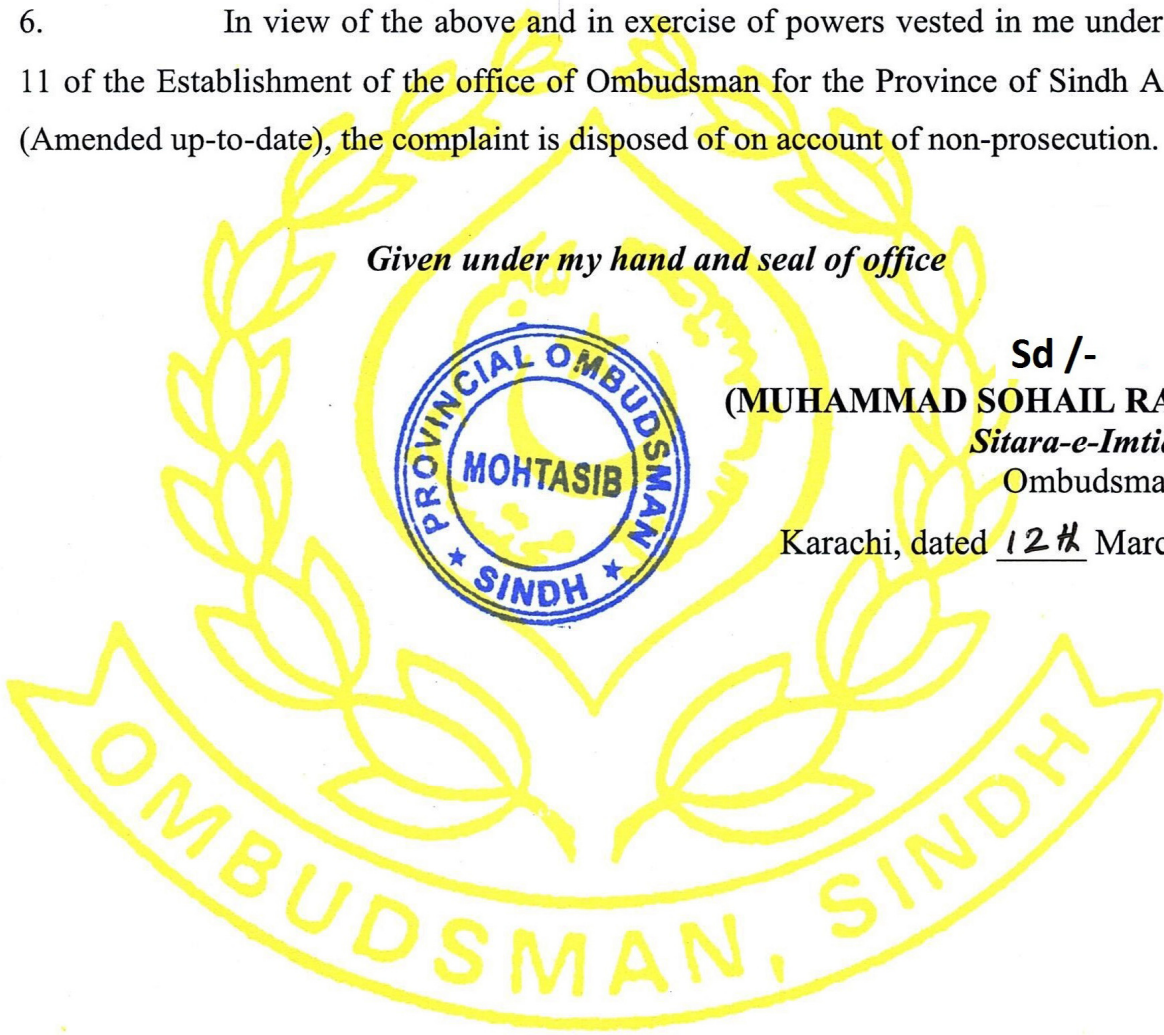 6. In view of the above and in exercise of powers vested in me under
11 of the Establishment of the office of Ombudsman for the Province of Sindh A
(Amended up-to-date), the complaint is disposed of on account of non-prosecution.
Given under my hand and seal of office
Sd /-
(MUHAMMAD SOHAIL RA
Sitara-e-Imtia
Ombudsma
Karachi, dated 12th Marc
PROVINCIAL OMBUDSMAN
MOHTASIB
★ SINDH ★
OMBUDSMAN, SINDH